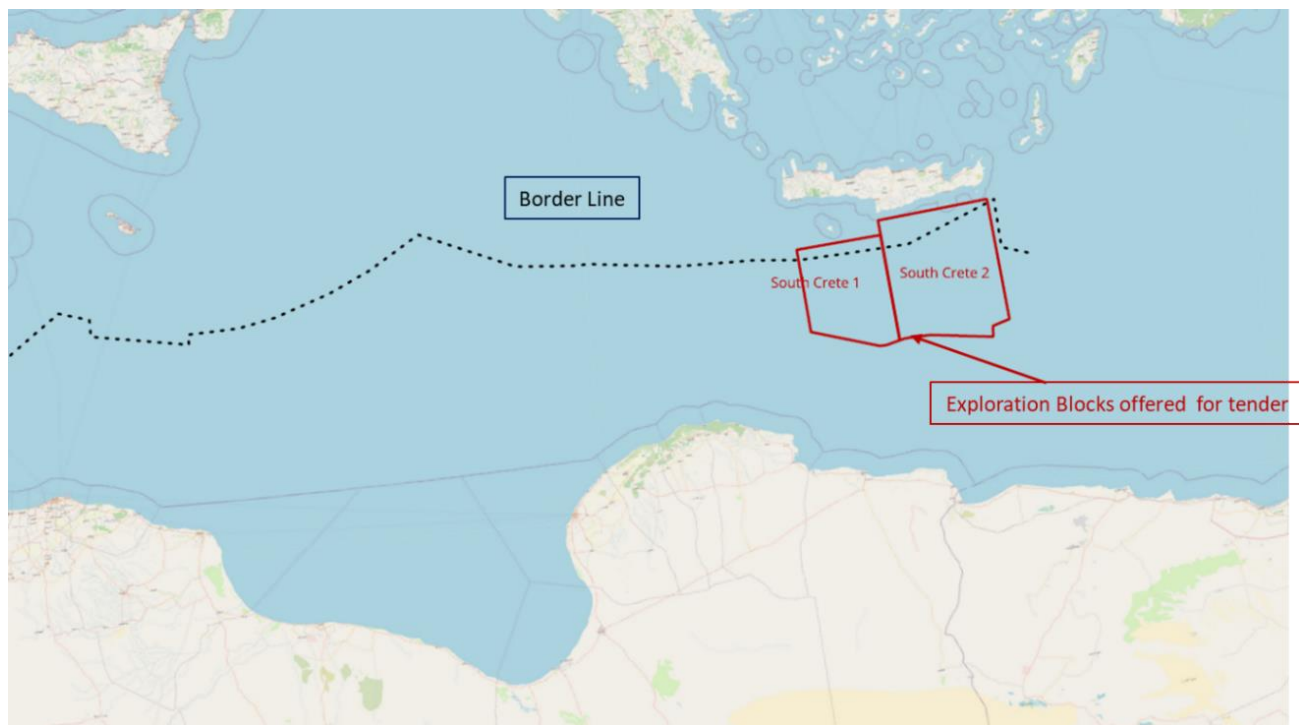 Border Line
South Crete 1
South Crete 2
Exploration Blocks offered for tender